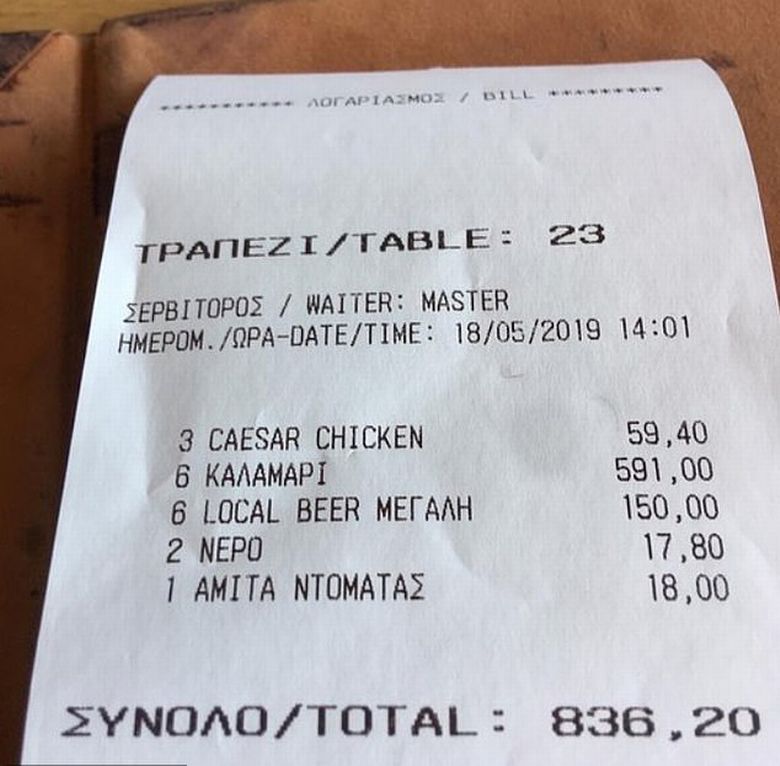 *********** ΛΟΓΑΡΙΑΣΜΟΣ / BILL *********
ΤΡΑΠΕΖΙ/TABLE: 23
ΣΕΡΒΙΤΟΡΟΣ / WAITER: MASTER
ΗΜΕΡΟΜ./ΩΡΑ-DATE/TIME: 18/05/2019 14:01
3 CAESAR CHICKEN 59,40
6 ΚΑΛΑΜΑΡΙ 591,00
6 LOCAL BEER ΜΕΓΑΛΗ 150,00
2 ΝΕΡΟ 17,80
1 ΑΜΙΤΑ ΝΤΟΜΑΤΑΣ 18,00
ΣΥΝΟΛΟ/TOTAL: 836,20